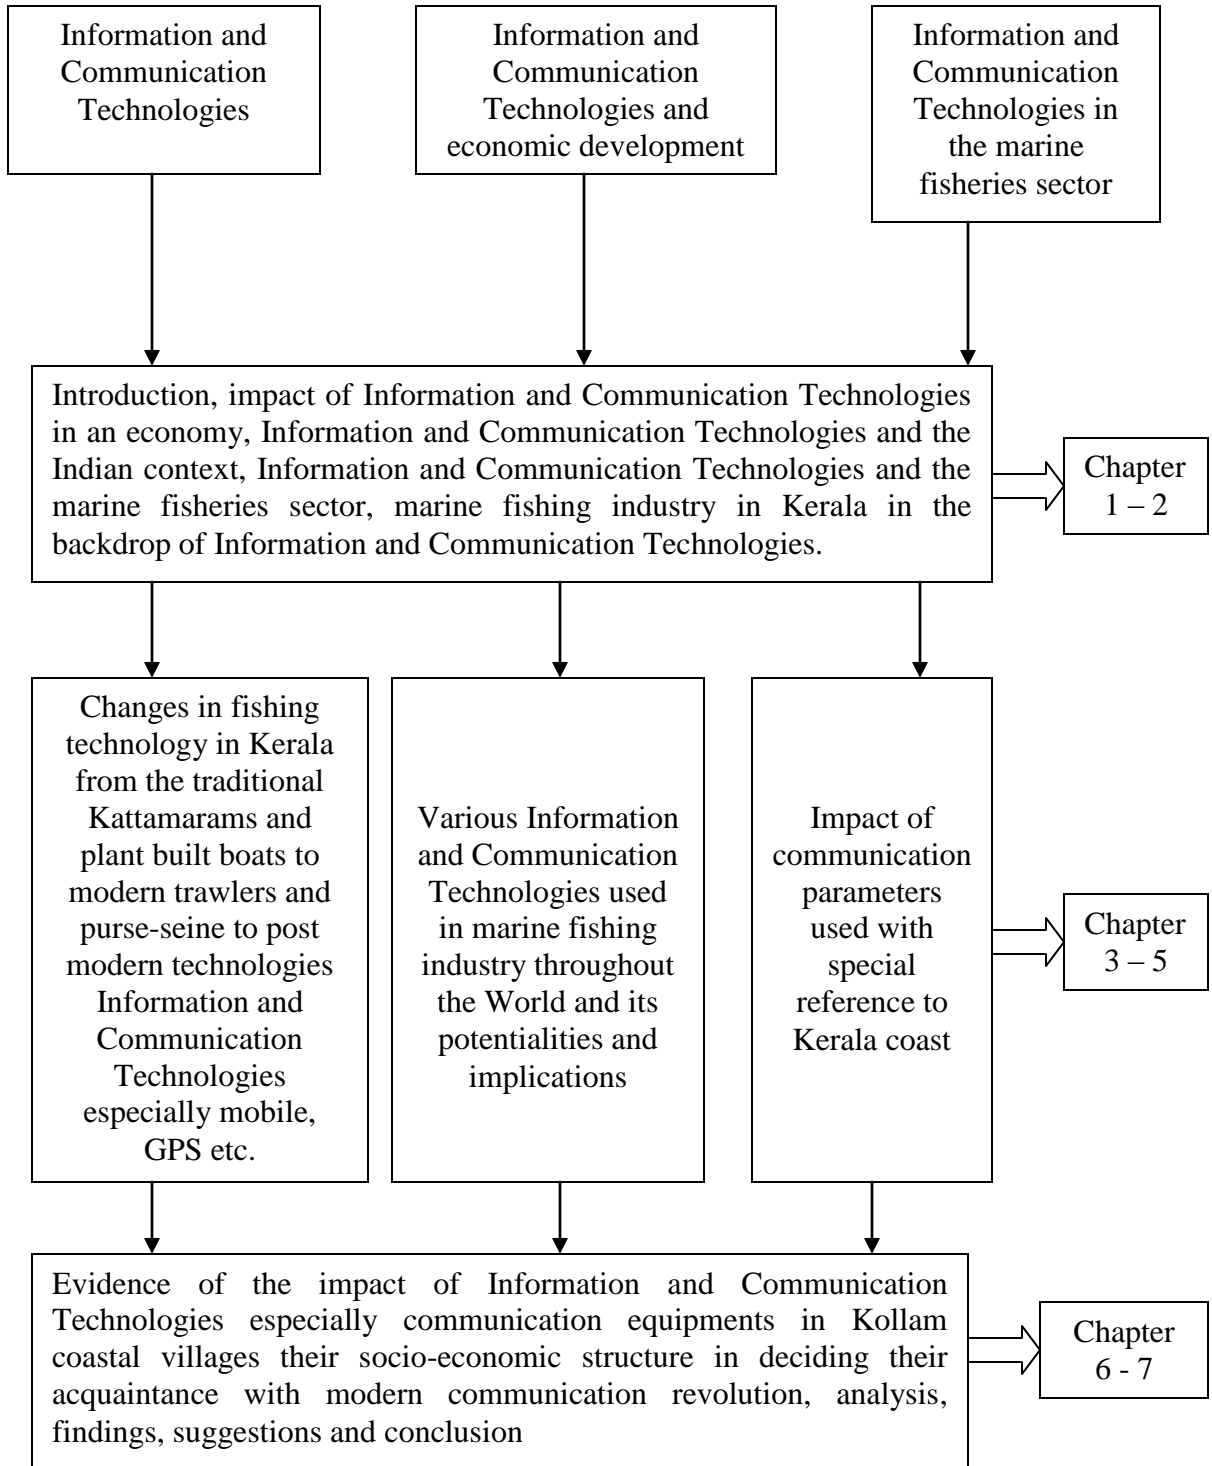 Information and
Communication
Technologies
Information and
Communication
Technologies and
economic development
Information and
Communication
Technologies in
the marine
fisheries sector
Introduction, impact of Information and Communication Technologies
in an economy, Information and Communication Technologies and the
Indian context, Information and Communication Technologies and the
marine fisheries sector, marine fishing industry in Kerala in the
backdrop of Information and Communication Technologies.
Chapter
1 – 2
Changes in fishing
technology in Kerala
from the traditional
Kattamarams and
plant built boats to
modern trawlers and
purse-seine to post
modern technologies
Information and
Communication
Technologies
especially mobile,
GPS etc.
Various Information
and Communication
Technologies used
in marine fishing
industry throughout
the World and its
potentialities and
implications
Impact of
communication
parameters
used with
special
reference to
Kerala coast
Chapter
3 – 5
Evidence of the impact of Information and Communication
Technologies especially communication equipments in Kollam
coastal villages their socio-economic structure in deciding their
acquaintance with modern communication revolution, analysis,
findings, suggestions and conclusion
Chapter
6 - 7